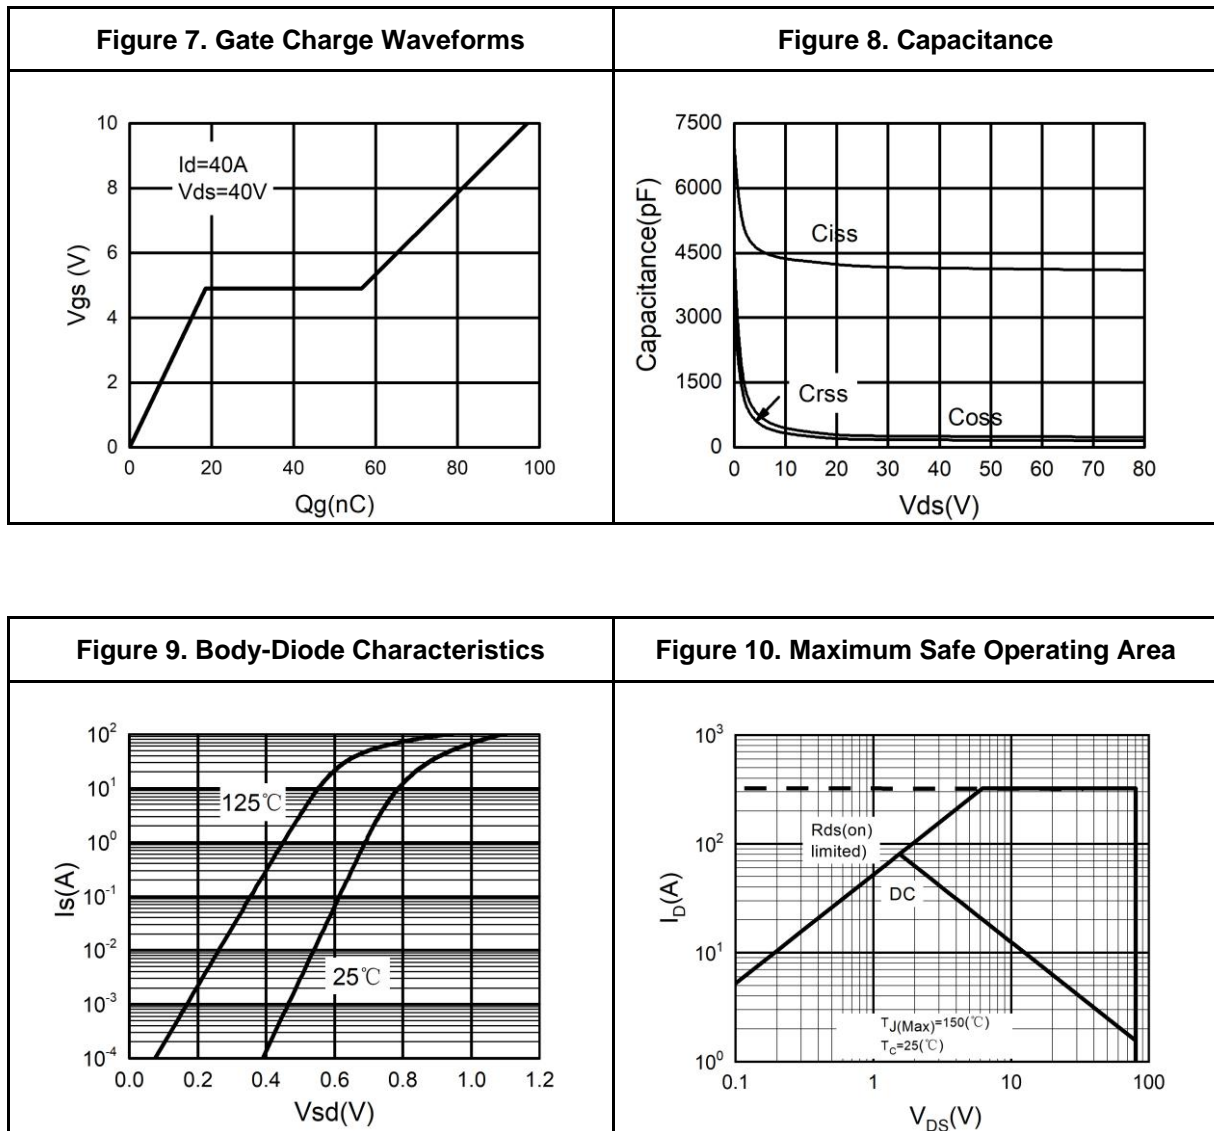 Figure 7. Gate Charge Waveforms
Figure 8. Capacitance
10
8
6
4
2
0
Vgs (V)
Id=40A
Vds=40V
0 20 40 60 80 100
Qg(nC)
7500
6000
4500
3000
1500
0
Capacitance(pF)
Ciss
Crss
Coss
0 10 20 30 40 50 60 70 80
Vds(V)
Figure 9. Body-Diode Characteristics
Figure 10. Maximum Safe Operating Area
10²
10¹
10⁰
10⁻¹
10⁻²
10⁻³
10⁻⁴
Is(A)
125℃
25℃
0.0 0.2 0.4 0.6 0.8 1.0 1.2
Vsd(V)
10³
10²
10¹
10⁰
I_D(A)
Rds(on)
limited)
DC
T_J(Max)=150(℃)
T_C=25(℃)
0.1 1 10 100
V_DS(V)